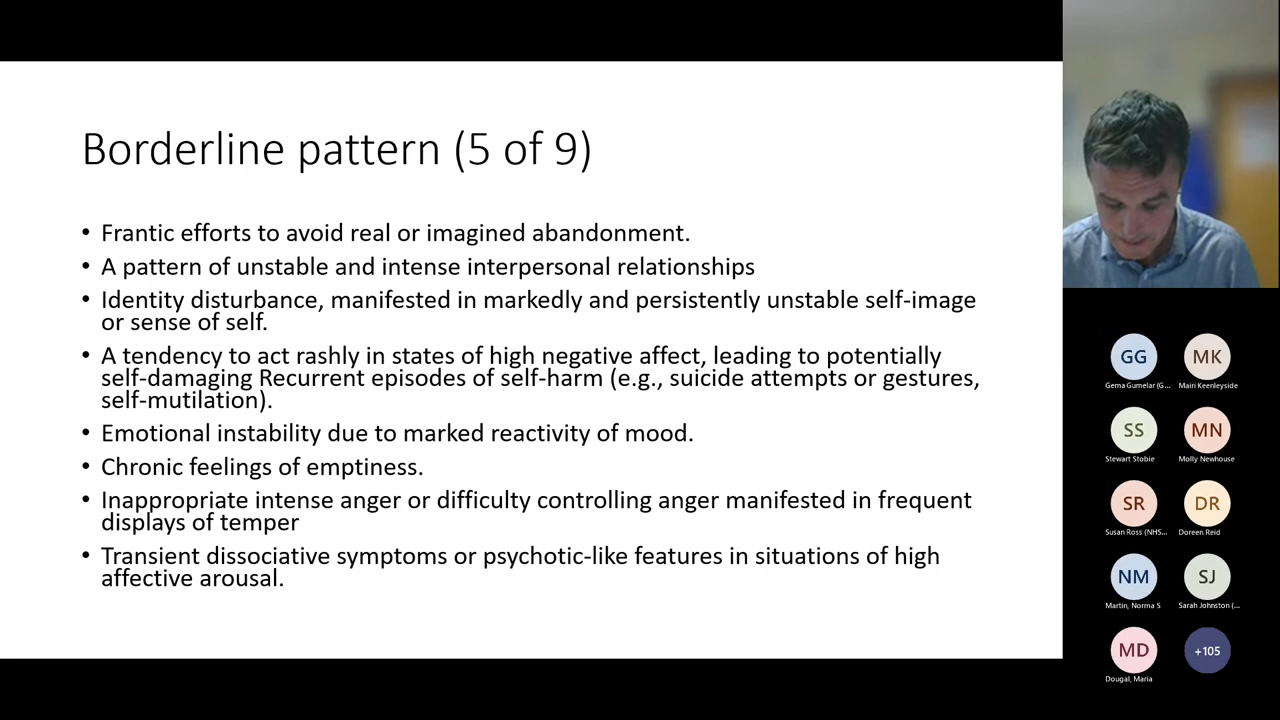 Borderline pattern (5 of 9)
• Frantic efforts to avoid real or imagined abandonment.
• A pattern of unstable and intense interpersonal relationships
• Identity disturbance, manifested in markedly and persistently unstable self-image
or sense of self.
• A tendency to act rashly in states of high negative affect, leading to potentially
self-damaging Recurrent episodes of self-harm (e.g., suicide attempts or gestures,
self-mutilation).
• Emotional instability due to marked reactivity of mood.
• Chronic feelings of emptiness.
• Inappropriate intense anger or difficulty controlling anger manifested in frequent
displays of temper
• Transient dissociative symptoms or psychotic-like features in situations of high
affective arousal.
GG MK
Gema Gumelar (G... Mairi Keenleyside
SS MN
Stewart Stobie Molly Newhouse
SR DR
Susan Ross (NHS... Doreen Reid
NM SJ
Martin, Norma S Sarah Johnston (...
MD +105
Dougal, Maria